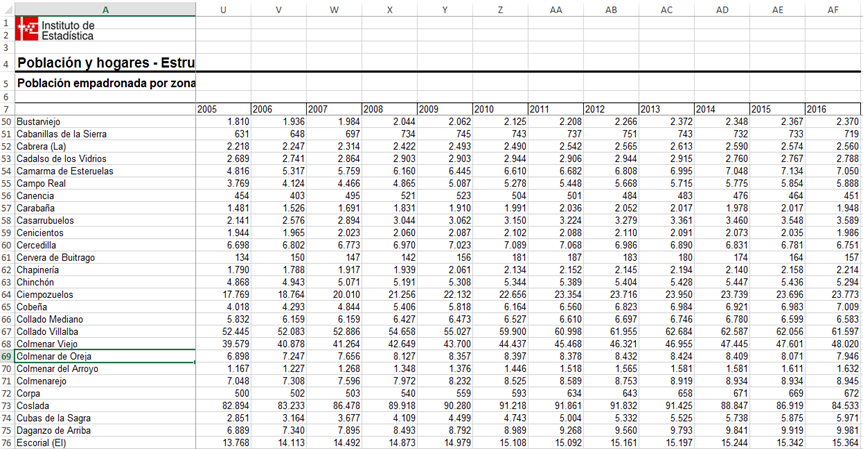 A U V W X Y Z AA AB AC AD AE AF
1 Instituto de
2 Estadística
3
4 Población y hogares - Estru
5 Población empadronada por zona
6
7 2005 2006 2007 2008 2009 2010 2011 2012 2013 2014 2015 2016
50 Bustarviejo 1.810 1.936 1.984 2.044 2.062 2.125 2.208 2.266 2.372 2.348 2.367 2.370
51 Cabanillas de la Sierra 631 648 697 734 745 743 737 751 743 732 733 719
52 Cabrera (La) 2.218 2.247 2.314 2.422 2.493 2.490 2.542 2.565 2.613 2.590 2.574 2.560
53 Cadalso de los Vidrios 2.689 2.741 2.864 2.903 2.903 2.944 2.906 2.944 2.915 2.760 2.767 2.788
54 Camarma de Esteruelas 4.816 5.317 5.759 6.160 6.445 6.610 6.682 6.808 6.995 7.048 7.134 7.050
55 Campo Real 3.769 4.124 4.466 4.865 5.087 5.278 5.448 5.668 5.715 5.775 5.854 5.888
56 Canencia 454 403 495 521 523 504 501 484 483 476 464 451
57 Carabaña 1.481 1.526 1.691 1.831 1.910 1.991 2.036 2.052 2.017 1.978 2.017 1.948
58 Casarrubuelos 2.141 2.576 2.894 3.044 3.062 3.150 3.224 3.279 3.361 3.460 3.548 3.589
59 Cenicientos 1.944 1.965 2.023 2.060 2.087 2.102 2.088 2.110 2.091 2.073 2.035 1.986
60 Cercedilla 6.698 6.802 6.773 6.970 7.023 7.089 7.068 6.986 6.890 6.831 6.781 6.751
61 Cervera de Buitrago 134 150 147 142 156 181 187 183 180 174 164 157
62 Chapinería 1.790 1.788 1.917 1.939 2.061 2.134 2.152 2.145 2.194 2.140 2.158 2.214
63 Chinchón 4.868 4.943 5.071 5.191 5.308 5.344 5.389 5.428 5.404 5.428 5.436 5.294
64 Ciempozuelos 17.769 18.764 20.010 21.256 22.132 22.656 23.354 23.716 23.950 23.739 23.696 23.773
65 Cobeña 4.018 4.293 4.844 5.406 5.818 6.164 6.560 6.823 6.984 6.921 6.983 7.009
66 Collado Mediano 5.832 6.159 6.159 6.427 6.473 6.527 6.610 6.697 6.746 6.780 6.599 6.583
67 Collado Villalba 52.445 52.083 52.886 54.658 55.027 59.900 60.998 61.955 62.684 62.587 62.056 61.597
68 Colmenar Viejo 39.579 40.878 41.264 42.649 43.700 44.437 45.468 46.321 46.955 47.445 47.601 48.020
69 Colmenar de Oreja 6.898 7.247 7.656 8.127 8.357 8.397 8.378 8.432 8.424 8.409 8.071 7.946
70 Colmenar del Arroyo 1.167 1.227 1.268 1.348 1.376 1.446 1.518 1.565 1.581 1.581 1.611 1.632
71 Colmenarejo 7.048 7.308 7.596 7.972 8.232 8.525 8.589 8.753 8.919 8.934 8.934 8.945
72 Corpa 500 502 503 540 559 593 634 643 658 671 669 672
73 Coslada 82.894 83.233 86.478 89.918 90.280 91.218 91.861 91.832 91.425 88.847 86.919 84.533
74 Cubas de la Sagra 2.851 3.164 3.677 4.109 4.499 4.743 5.004 5.332 5.525 5.738 5.875 5.971
75 Daganzo de Arriba 6.889 7.340 7.895 8.493 8.792 8.989 9.268 9.560 9.793 9.841 9.919 9.981
76 Escorial (El) 13.768 14.113 14.492 14.873 14.979 15.108 15.092 15.161 15.197 15.244 15.342 15.364